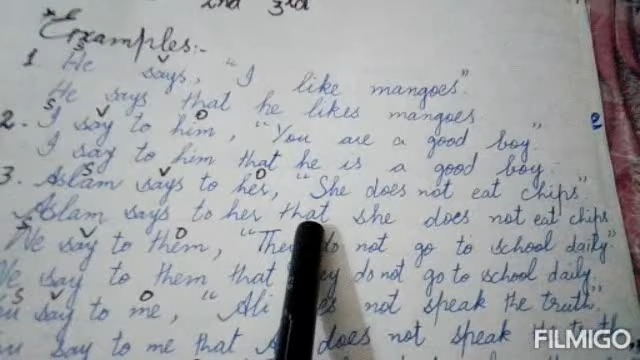 2nd 3rd
* Examples:-
S V
1 He says, "I like mangoes."
He says that he likes mangoes.
S V O
2. I say to him, "You are a good boy."
I say to him that he is a good boy.
S V O
3. Aslam says to her, "She does not eat chips"
Aslam says to her that she does not eat chips
S V O
We say to them, "They do not go to school daily"
We say to them that do not go to school daily.
S V O
say to me, "Ali not speak the truth"
say to me that does not speak
FILMIGO